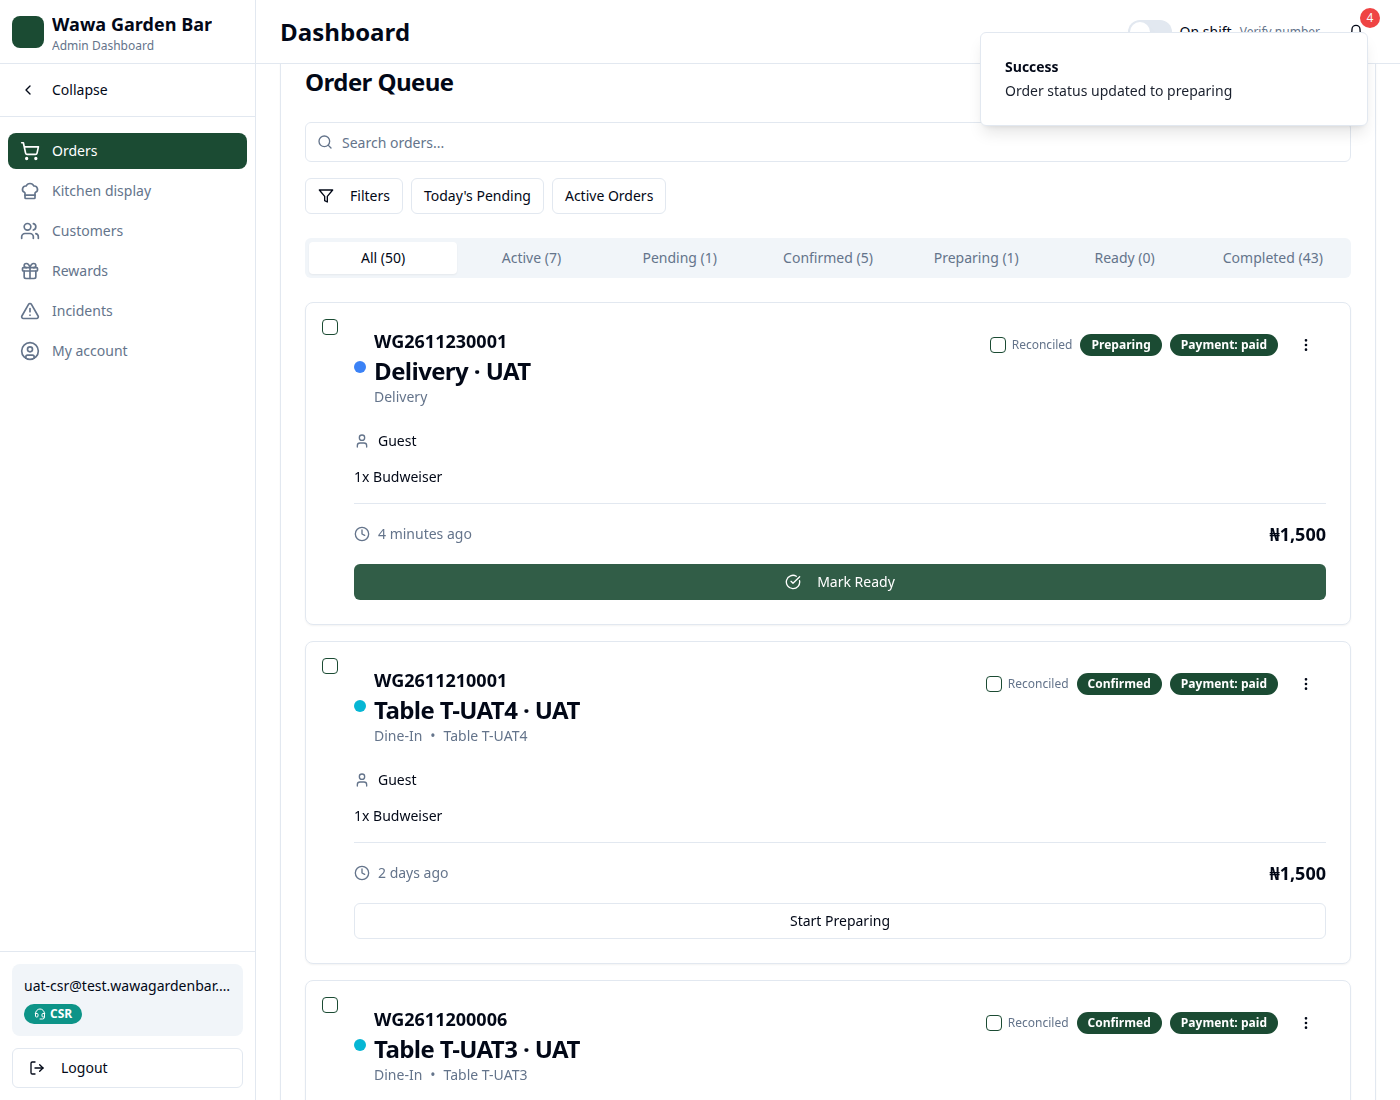 Wawa Garden Bar
Admin Dashboard
Collapse
Orders
Kitchen display
Customers
Rewards
Incidents
My account
uat-csr@test.wawagardenbar....
CSR
Logout
Dashboard
On shift Verify number
4
Success
Order status updated to preparing
Order Queue
Search orders...
Filters
Today's Pending
Active Orders
All (50)
Active (7)
Pending (1)
Confirmed (5)
Preparing (1)
Ready (0)
Completed (43)
WG2611230001
Reconciled
Preparing
Payment: paid
Delivery · UAT
Delivery
Guest
1x Budweiser
4 minutes ago
₦1,500
Mark Ready
WG2611210001
Reconciled
Confirmed
Payment: paid
Table T-UAT4 · UAT
Dine-In • Table T-UAT4
Guest
1x Budweiser
2 days ago
₦1,500
Start Preparing
WG2611200006
Reconciled
Confirmed
Payment: paid
Table T-UAT3 · UAT
Dine-In • Table T-UAT3